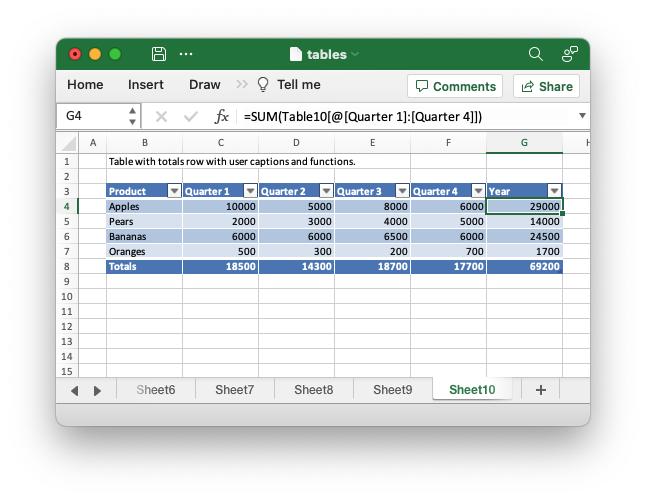 tables
Home Insert Draw Tell me Comments Share
G4 fx =SUM(Table10[@[Quarter 1]:[Quarter 4]])
A B C D E F G H
1 Table with totals row with user captions and functions.
2
3 Product Quarter 1 Quarter 2 Quarter 3 Quarter 4 Year
4 Apples 10000 5000 8000 6000 29000
5 Pears 2000 3000 4000 5000 14000
6 Bananas 6000 6000 6500 6000 24500
7 Oranges 500 300 200 700 1700
8 Totals 18500 14300 18700 17700 69200
9
10
11
12
13
14
15
Sheet6 Sheet7 Sheet8 Sheet9 Sheet10 +